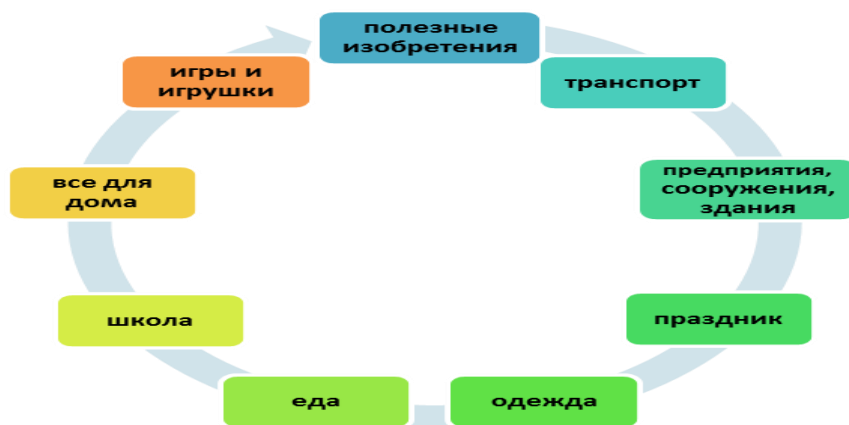 полезные
изобретения
транспорт
предприятия,
сооружения,
здания
праздник
одежда
еда
школа
все для
дома
игры и
игрушки